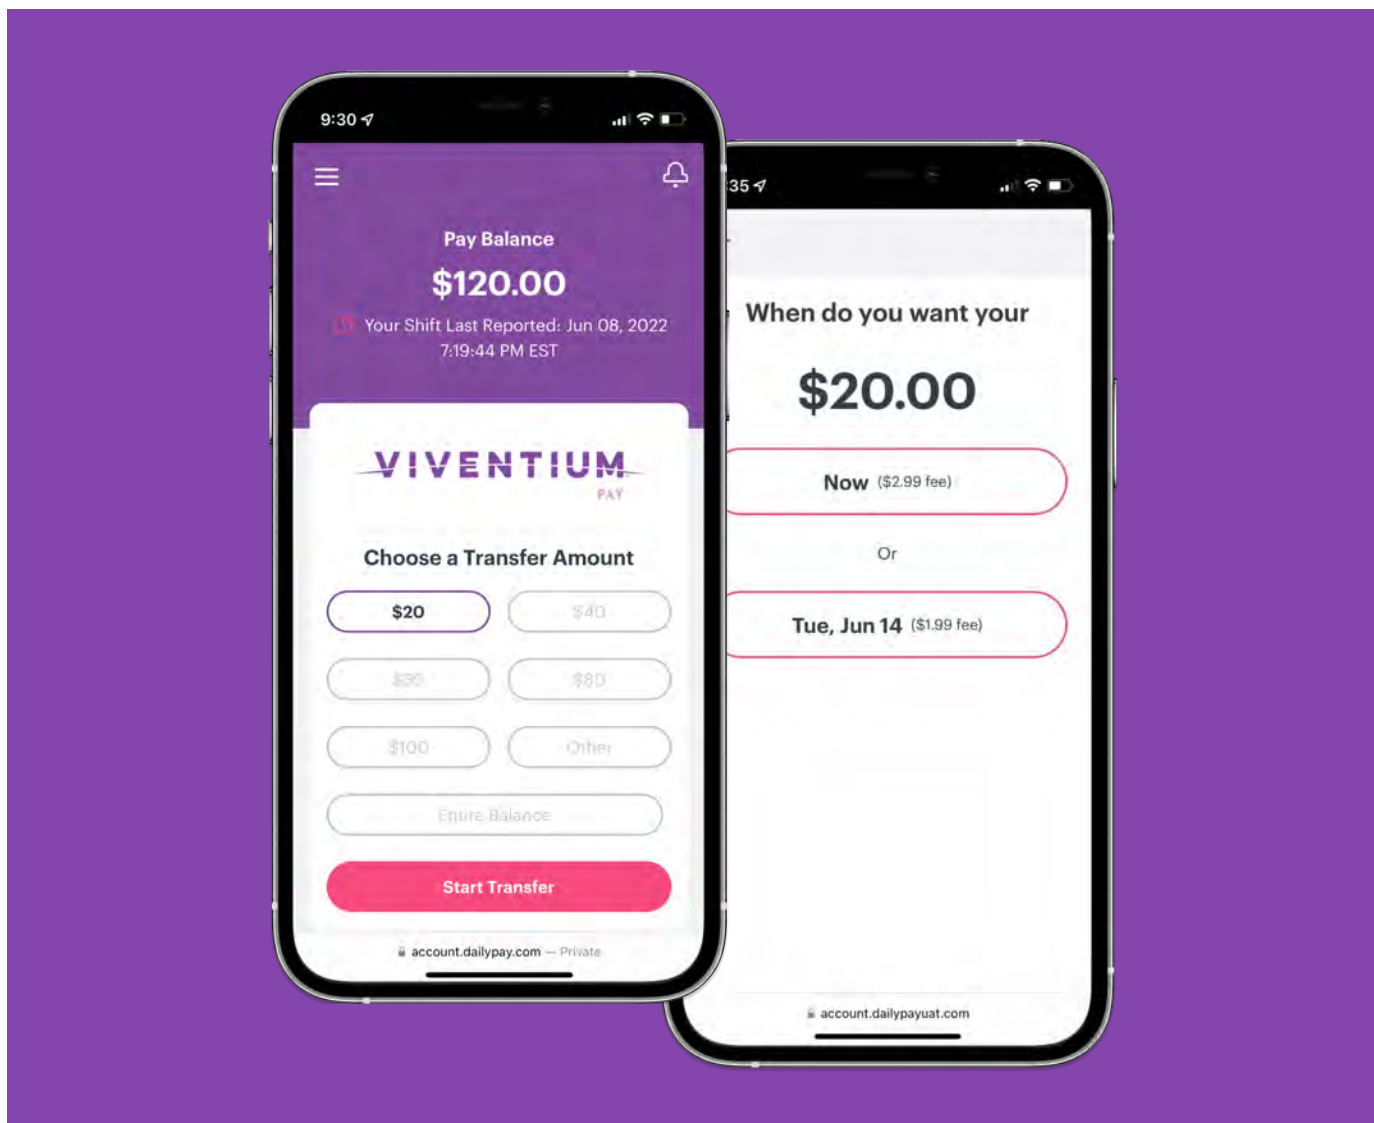 9:30
Pay Balance
$120.00
Your Shift Last Reported: Jun 08, 2022
7:19:44 PM EST
VIVENTIUM
PAY
Choose a Transfer Amount
$20
$40
$80
$100
Other
Entire Balance
Start Transfer
account.dailypay.com — Private
:35
When do you want your
$20.00
Now ($2.99 fee)
Or
Tue, Jun 14 ($1.99 fee)
account.dailypayuat.com